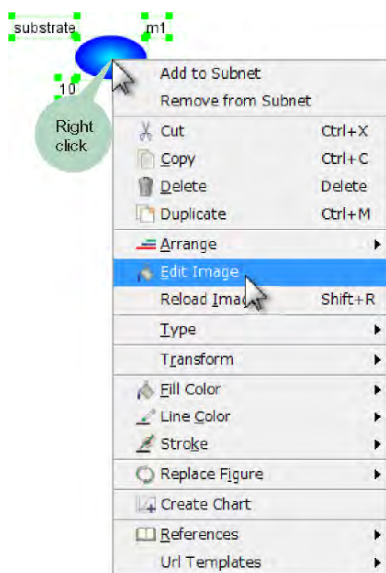 substrate m1
10
Right
click
Add to Subnet
Remove from Subnet
Cut Ctrl+X
Copy Ctrl+C
Delete Delete
Duplicate Ctrl+M
Arrange
Edit Image
Reload Imag Shift+R
Type
Transform
Fill Color
Line Color
Stroke
Replace Figure
Create Chart
References
Url Templates